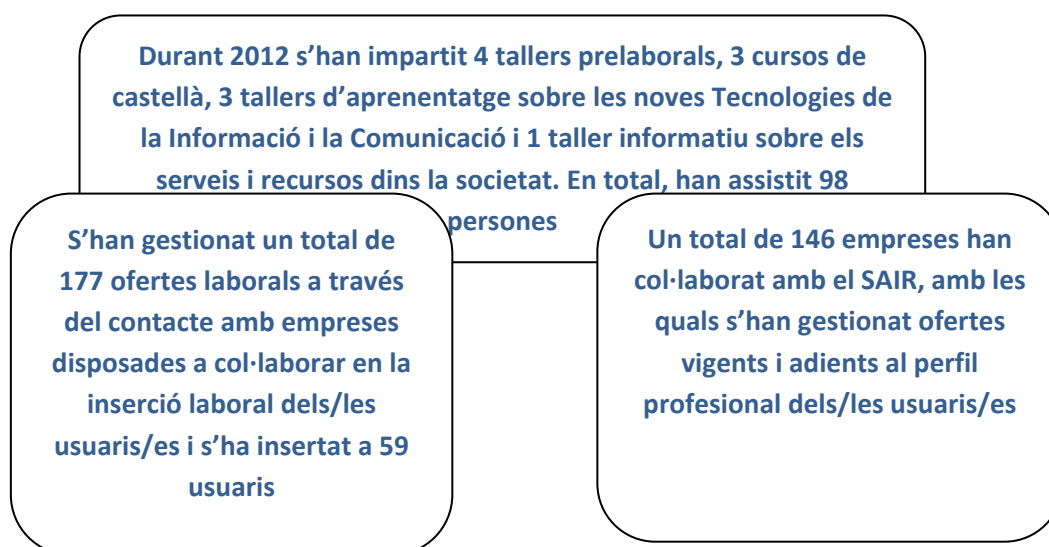 Durant 2012 s’han impartit 4 tallers prelaborals, 3 cursos de
castellà, 3 tallers d’aprenentatge sobre les noves Tecnologies de
la Informació i la Comunicació i 1 taller informatiu sobre els
serveis i recursos dins la societat. En total, han assistit 98
persones
S’han gestionat un total de
177 ofertes laborals a través
del contacte amb empreses
disposades a col·laborar en la
inserció laboral dels/les
usuaris/es i s’ha insertat a 59
usuaris
Un total de 146 empreses han
col·laborat amb el SAIR, amb les
quals s’han gestionat ofertes
vigents i adients al perfil
profesional dels/les usuaris/es